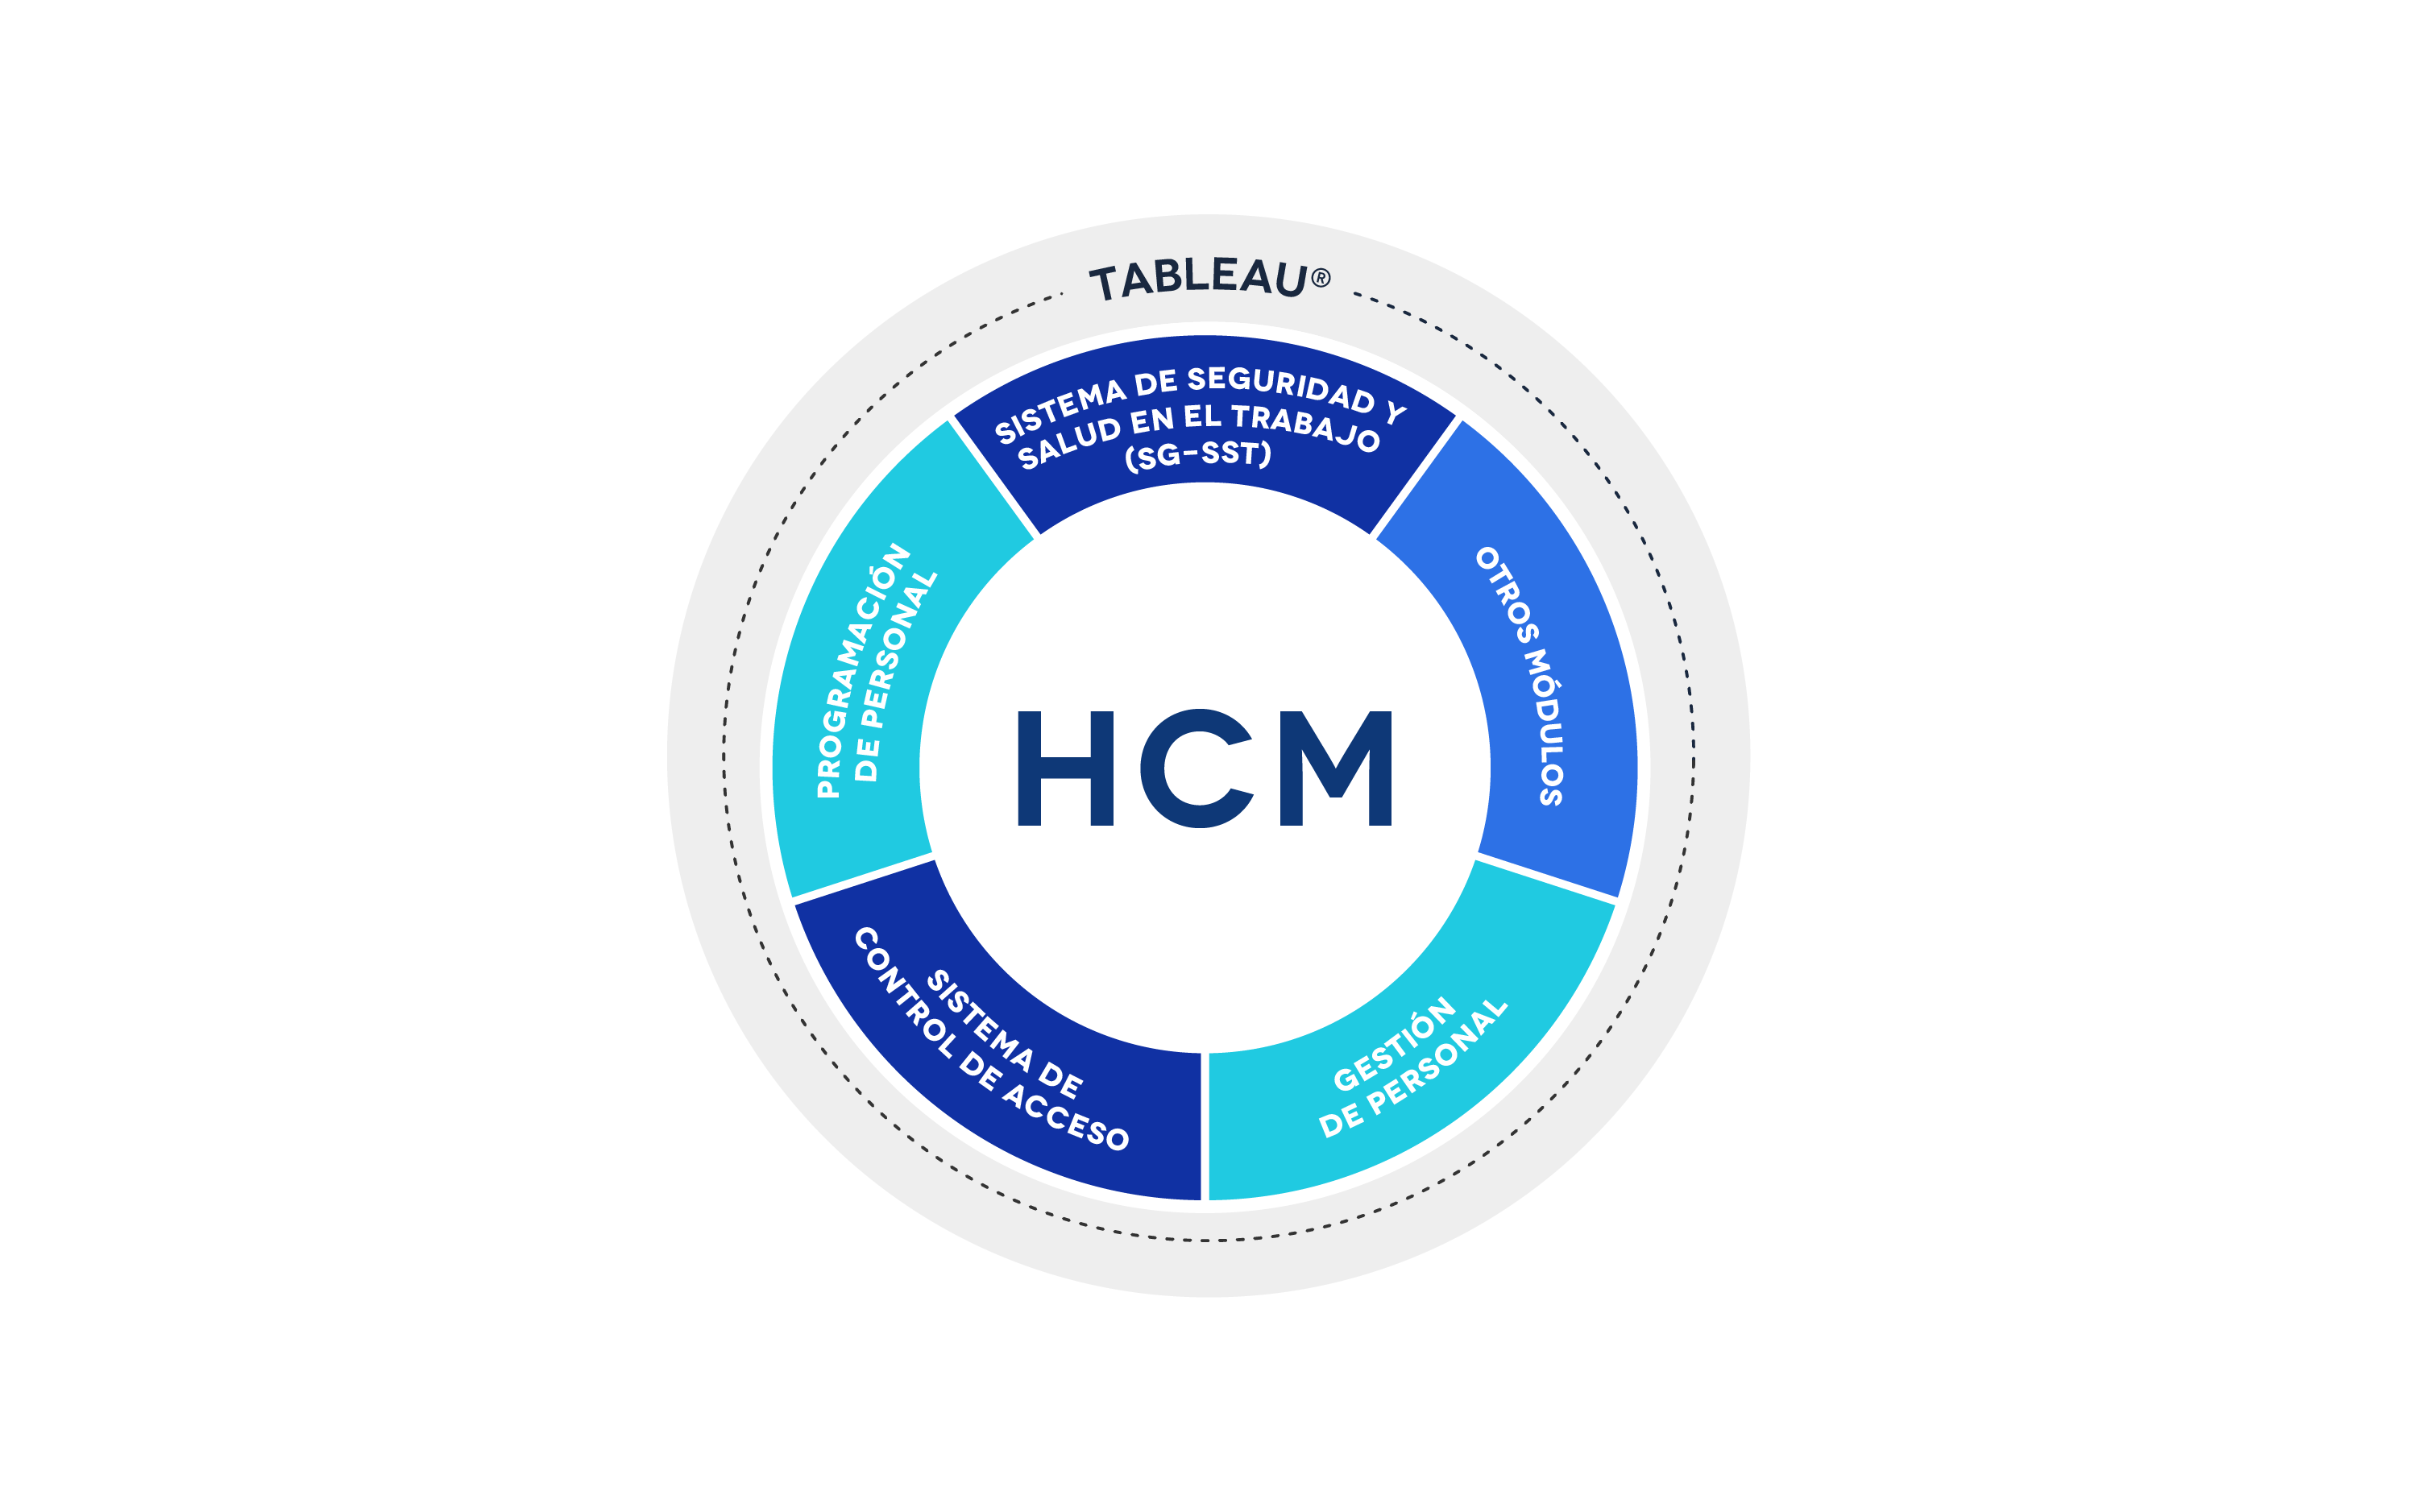 TABLEAU®
SISTEMA DE SEGURIDAD Y
SALUD EN EL TRABAJO
(SG-SST)
OTROS MÓDULOS
GESTIÓN
DE PERSONAL
SISTEMA DE
CONTROL DE ACCESO
PROGRAMACIÓN
DE PERSONAL
HCM